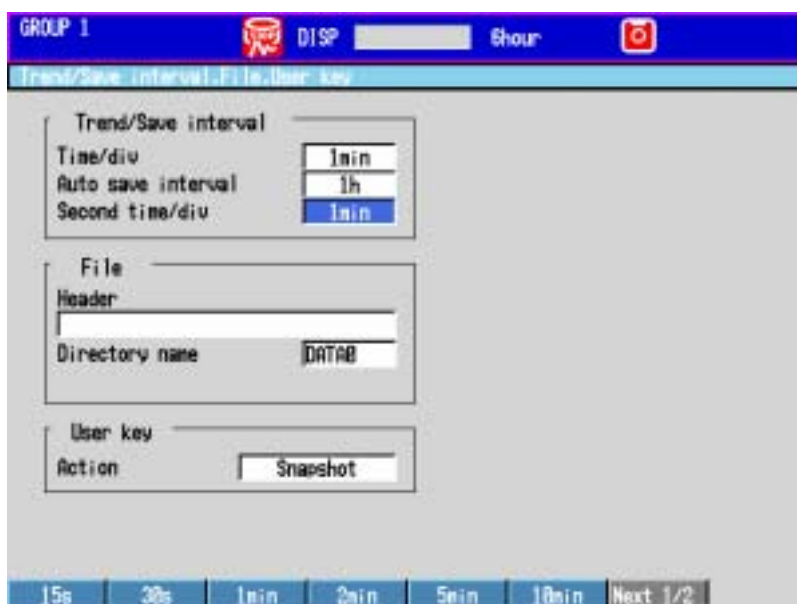 GROUP 1 DISP 6hour
Trend/Save interval.File.User key
Trend/Save interval
Time/div 1min
Auto save interval 1h
Second time/div 1min
File
Header
Directory name DATA0
User key
Action Snapshot
15s 30s 1min 2min 5min 10min Next 1/2